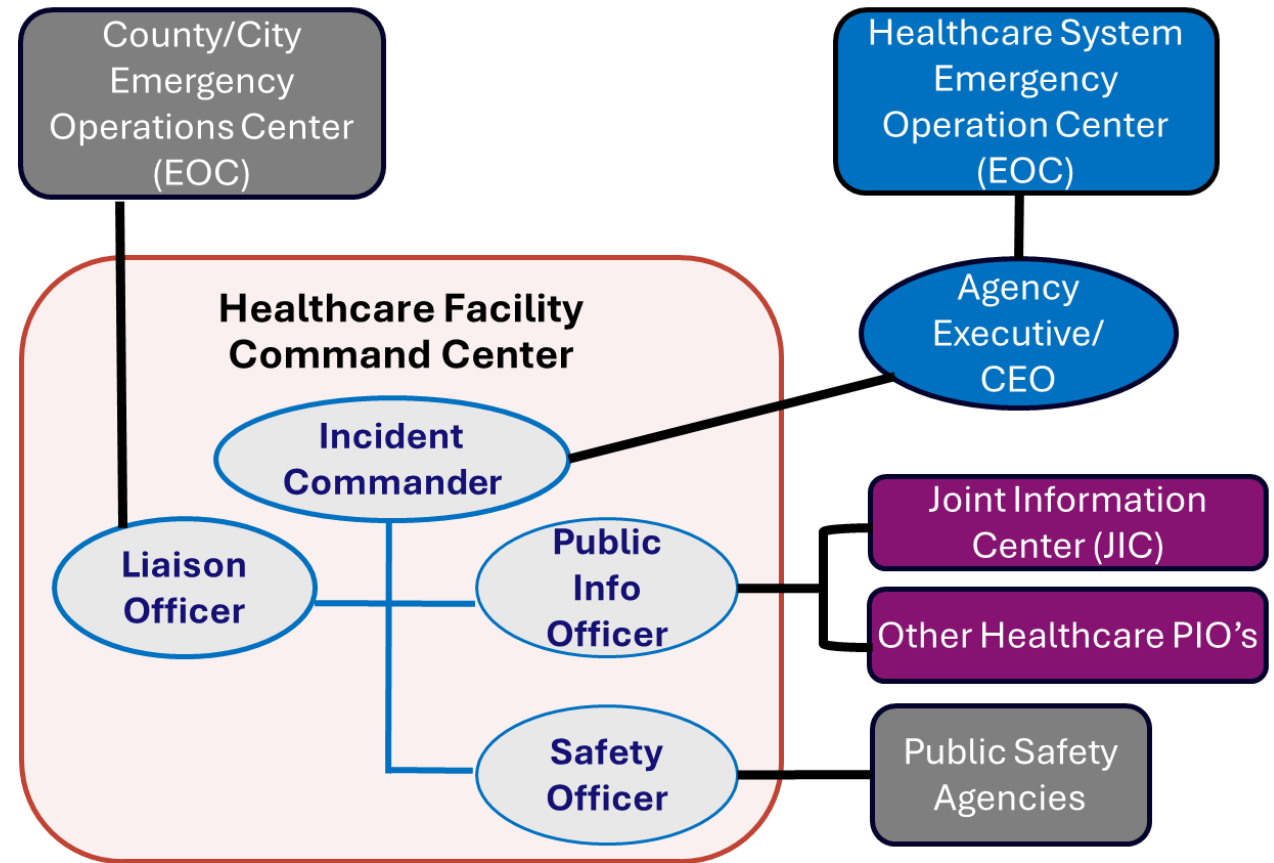 County/City
Emergency
Operations Center
(EOC)
Healthcare System
Emergency
Operation Center
(EOC)
Healthcare Facility
Command Center
Agency
Executive/
CEO
Incident
Commander
Liaison
Officer
Public
Info
Officer
Joint Information
Center (JIC)
Other Healthcare PIO’s
Safety
Officer
Public Safety
Agencies